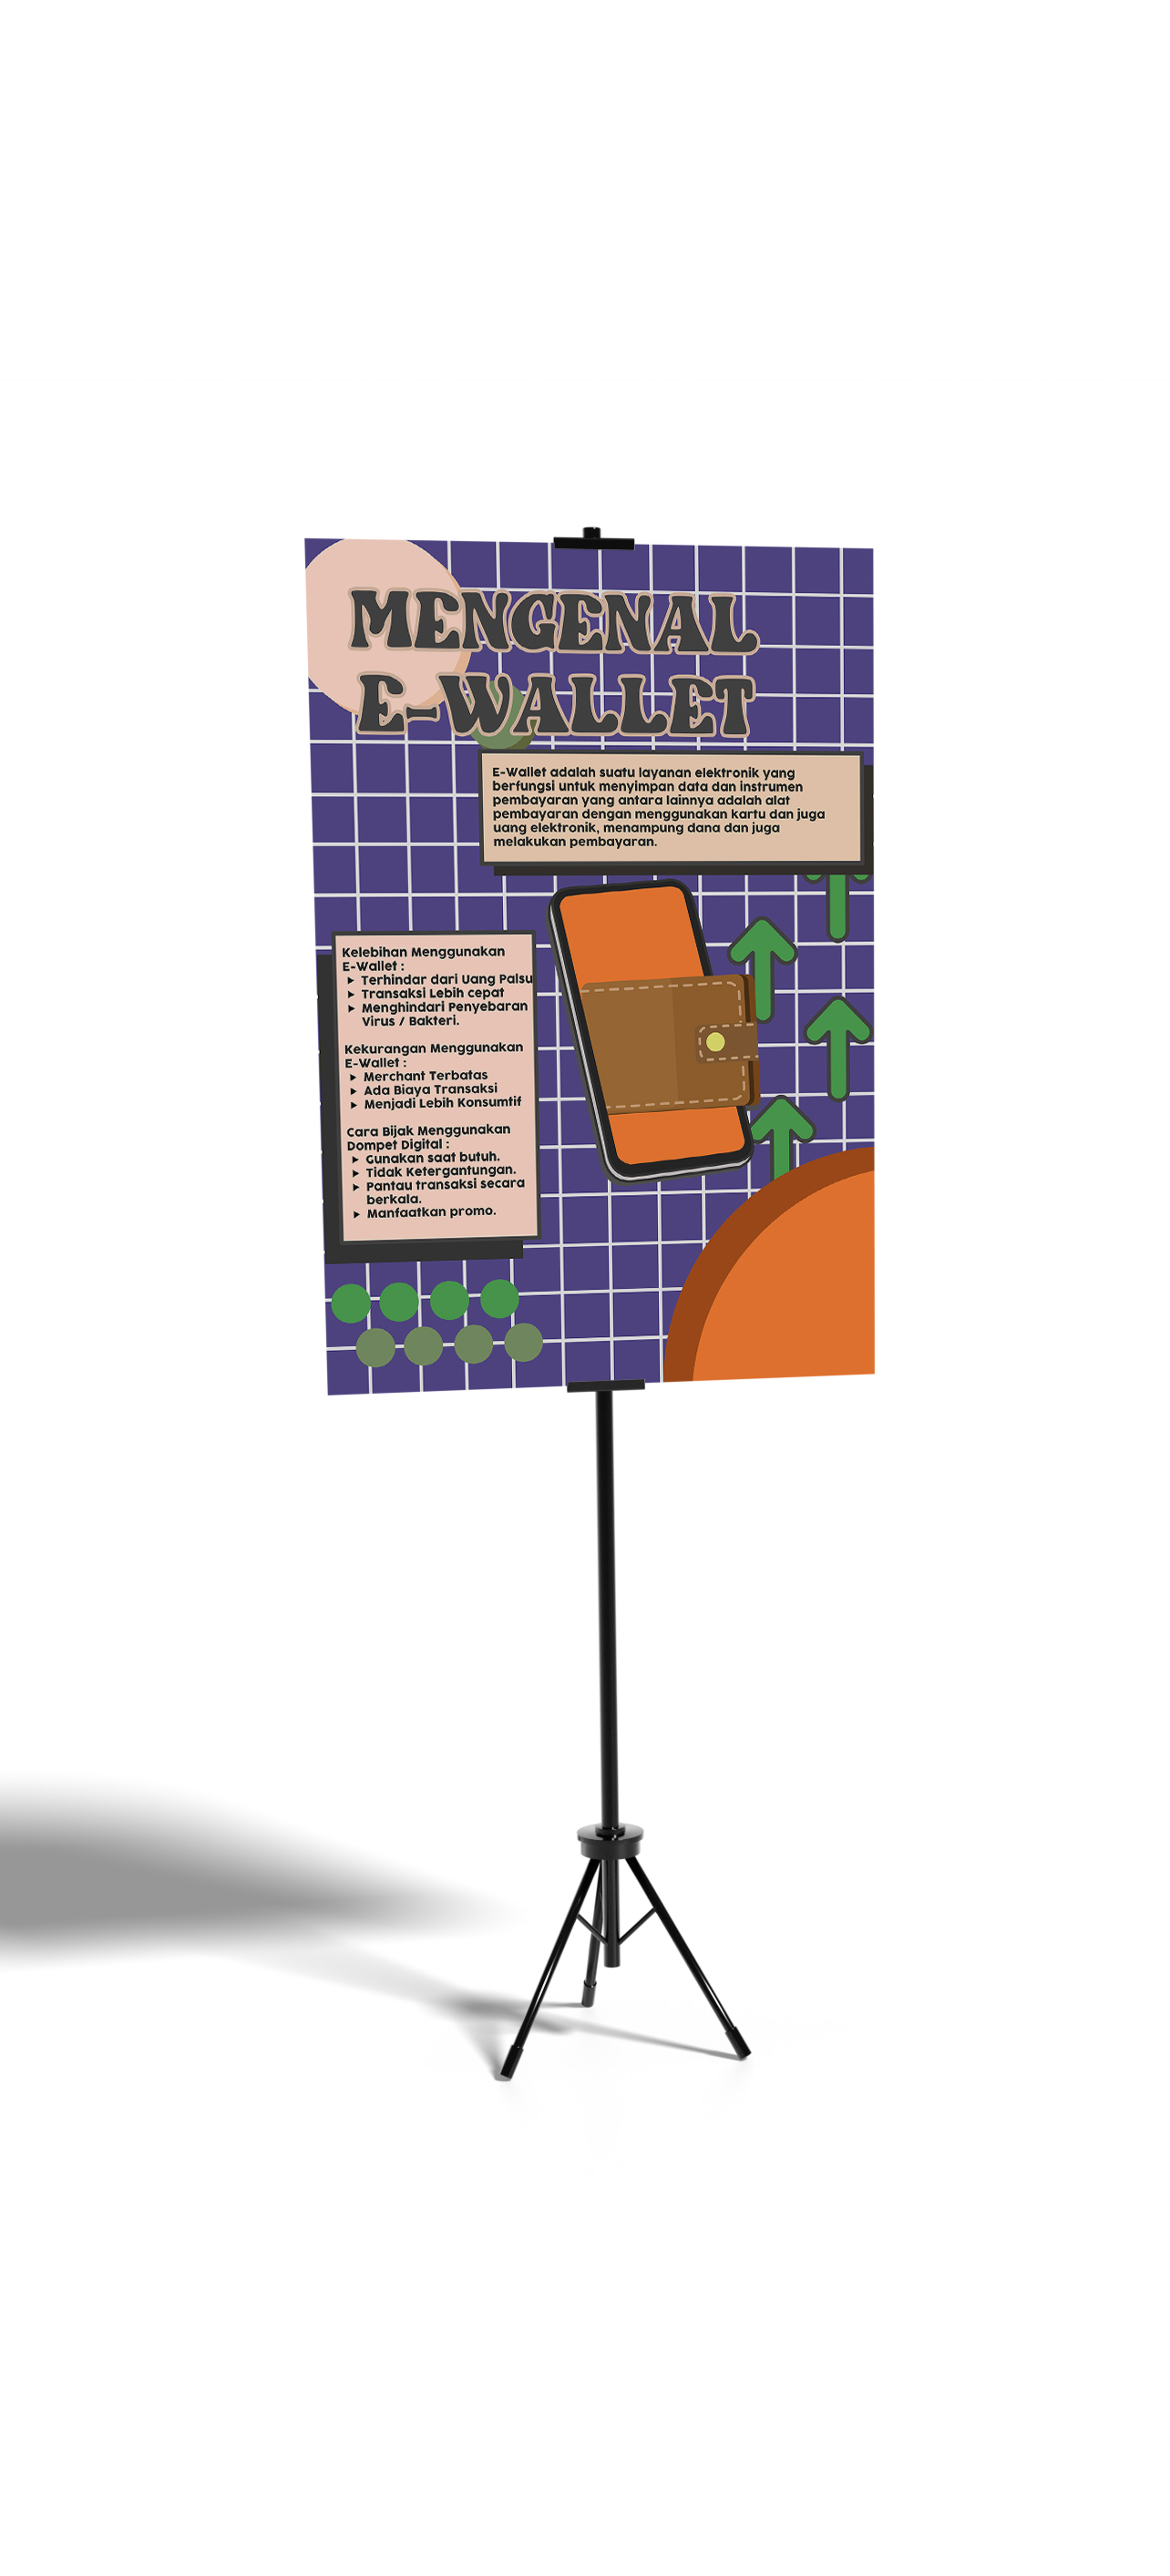 MENGENAL
E-WALLET
E-Wallet adalah suatu layanan elektronik yang
berfungsi untuk menyimpan data dan instrumen
pembayaran yang antara lainnya adalah alat
pembayaran dengan menggunakan kartu dan juga
uang elektronik, menampung dana dan juga
melakukan pembayaran.
Kelebihan Menggunakan
E-Wallet :
▸ Terhindar dari Uang Palsu
▸ Transaksi Lebih cepat
▸ Menghindari Penyebaran
Virus / Bakteri.
Kekurangan Menggunakan
E-Wallet :
▸ Merchant Terbatas
▸ Ada Biaya Transaksi
▸ Menjadi Lebih Konsumtif
Cara Bijak Menggunakan
Dompet Digital :
▸ Gunakan saat butuh.
▸ Tidak Ketergantungan.
▸ Pantau transaksi secara
berkala.
▸ Manfaatkan promo.